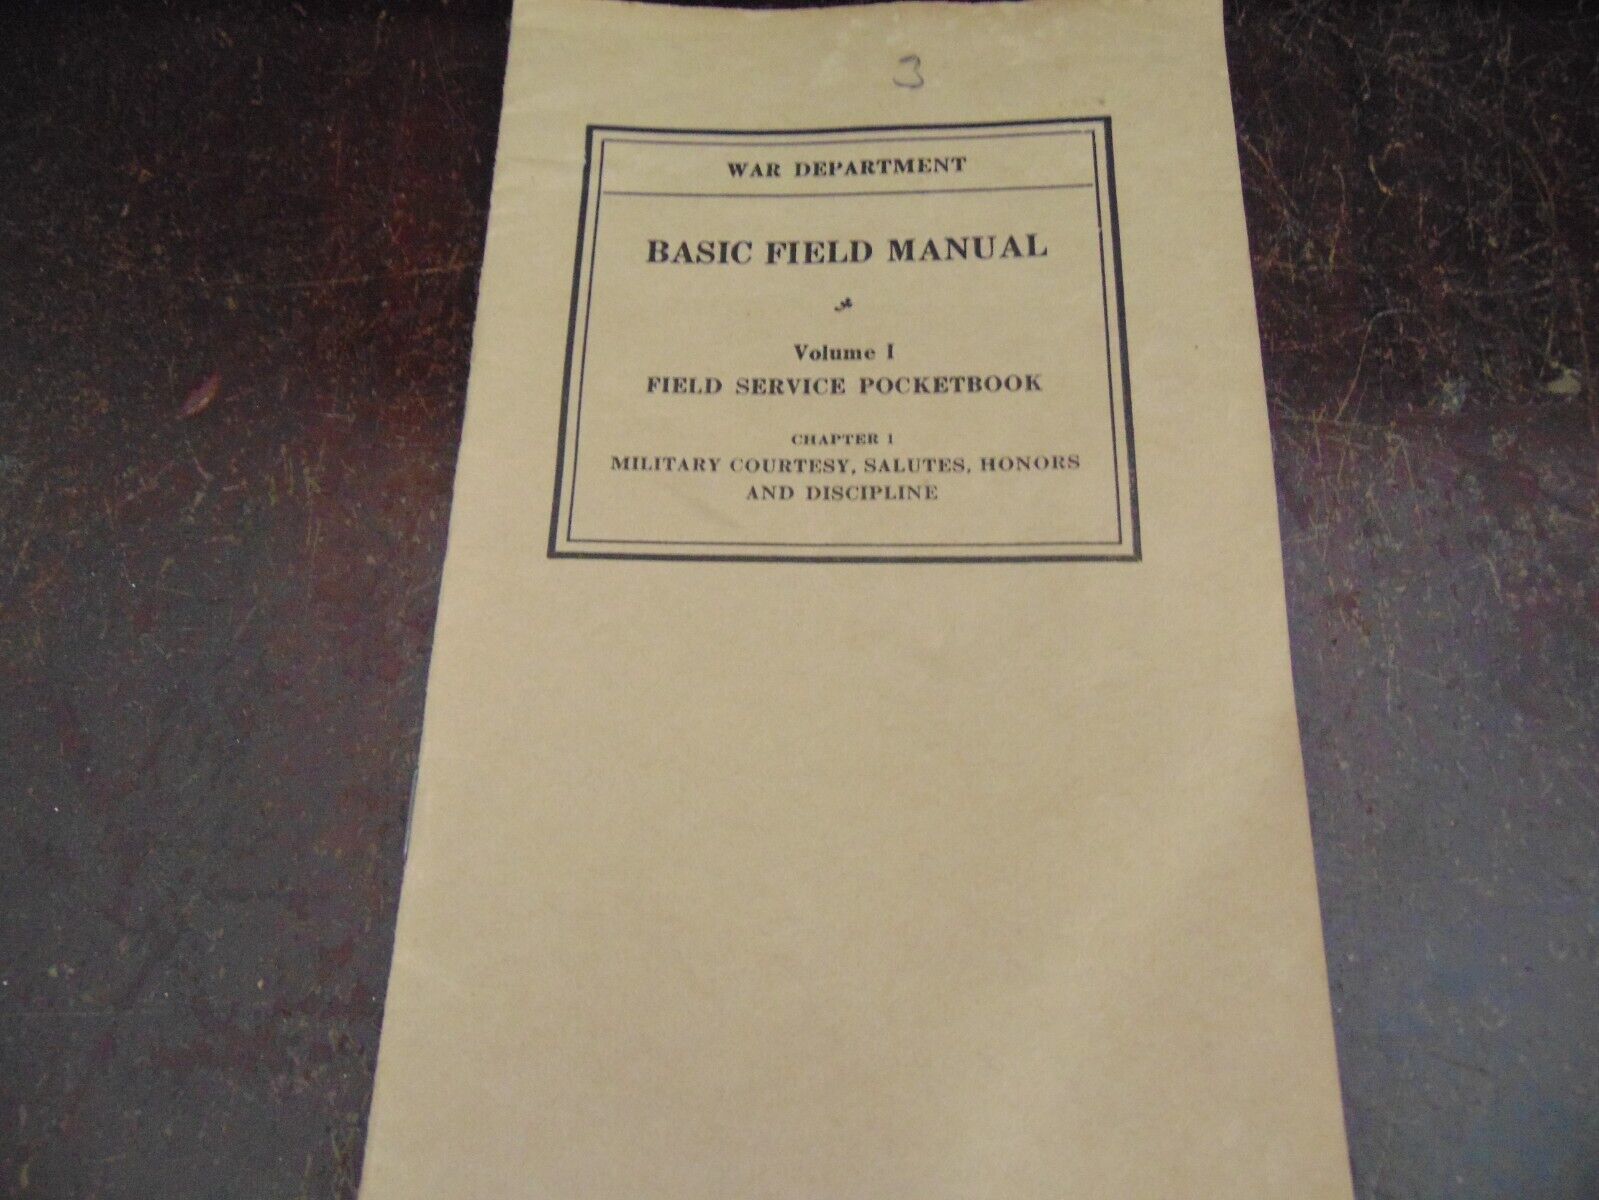 3
WAR DEPARTMENT
BASIC FIELD MANUAL
Volume I
FIELD SERVICE POCKETBOOK
CHAPTER 1
MILITARY COURTESY, SALUTES, HONORS
AND DISCIPLINE